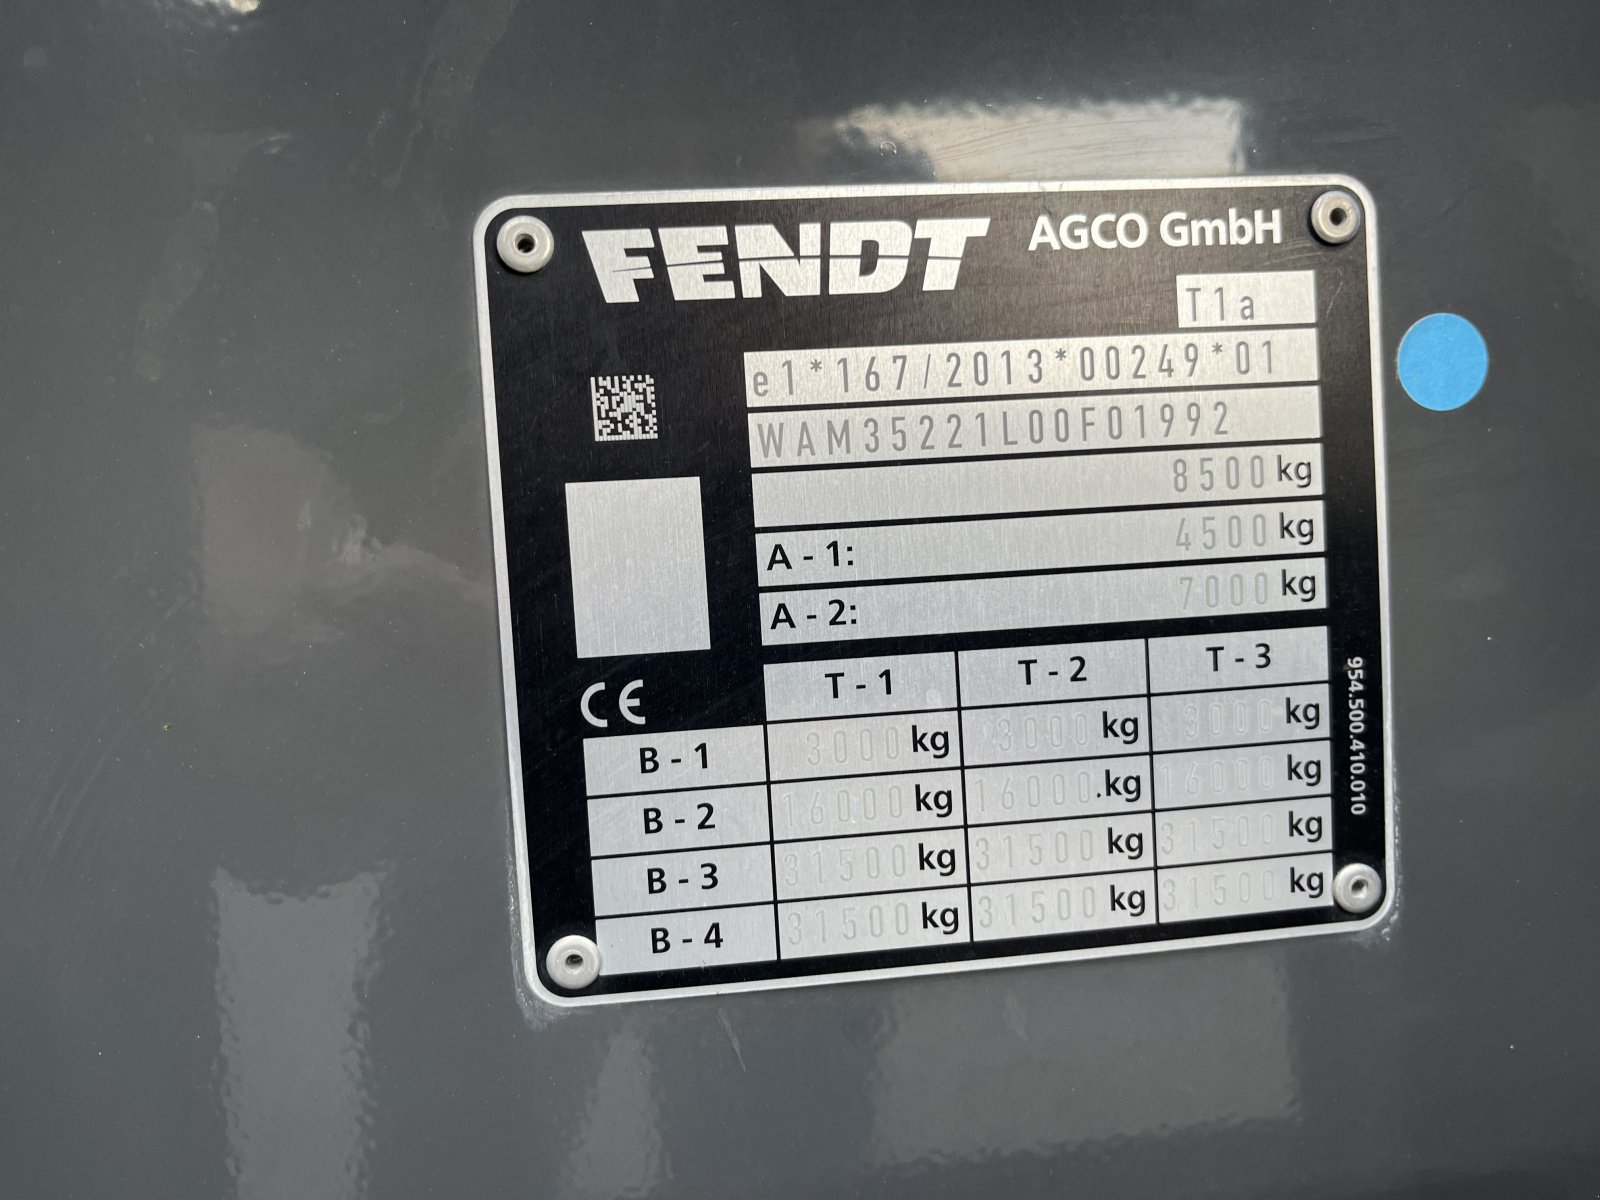 FENDT AGCO GmbH
T1a
e1*167/2013*00249*01
WAM35221L00F01992
8500 kg
A - 1: 4500 kg
A - 2: 7000 kg
CE
T - 1 T - 2 T - 3
B - 1 3000 kg 3000 kg 3000 kg
B - 2 16000 kg 16000 kg 16000 kg
B - 3 31500 kg 31500 kg 31500 kg
B - 4 31500 kg 31500 kg 31500 kg
954.500.410.010